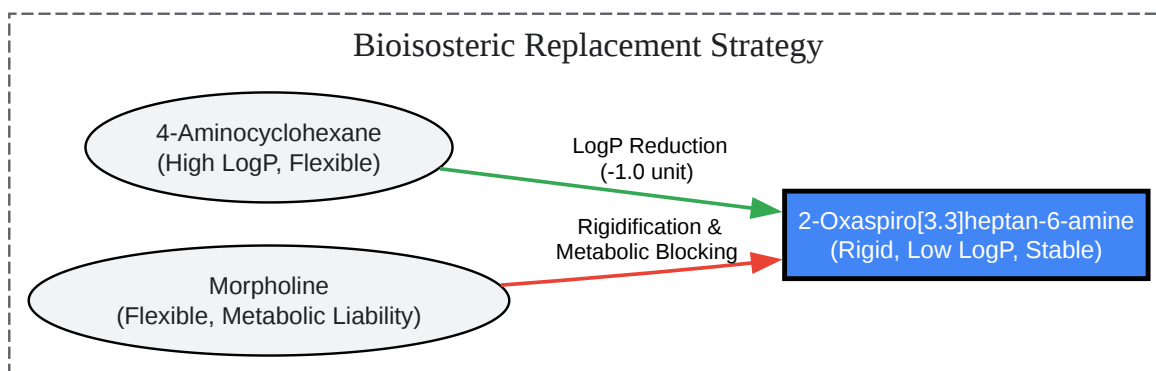 Bioisosteric Replacement Strategy
4-Aminocyclohexane
(High LogP, Flexible)
LogP Reduction
(-1.0 unit)
2-Oxaspiro[3.3]heptan-6-amine
(Rigid, Low LogP, Stable)
Rigidification &
Metabolic Blocking
Morpholine
(Flexible, Metabolic Liability)